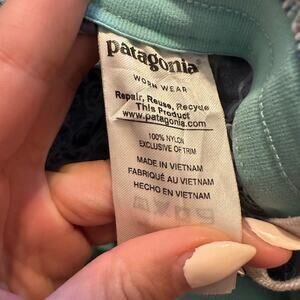 patagonia
WORN WEAR
Repair, Reuse, Recycle
This Product
www.patagonia.com
100% NYLON
EXCLUSIVE OF TRIM
MADE IN VIETNAM
FABRIQUÉ AU VIETNAM
HECHO EN VIETNAM